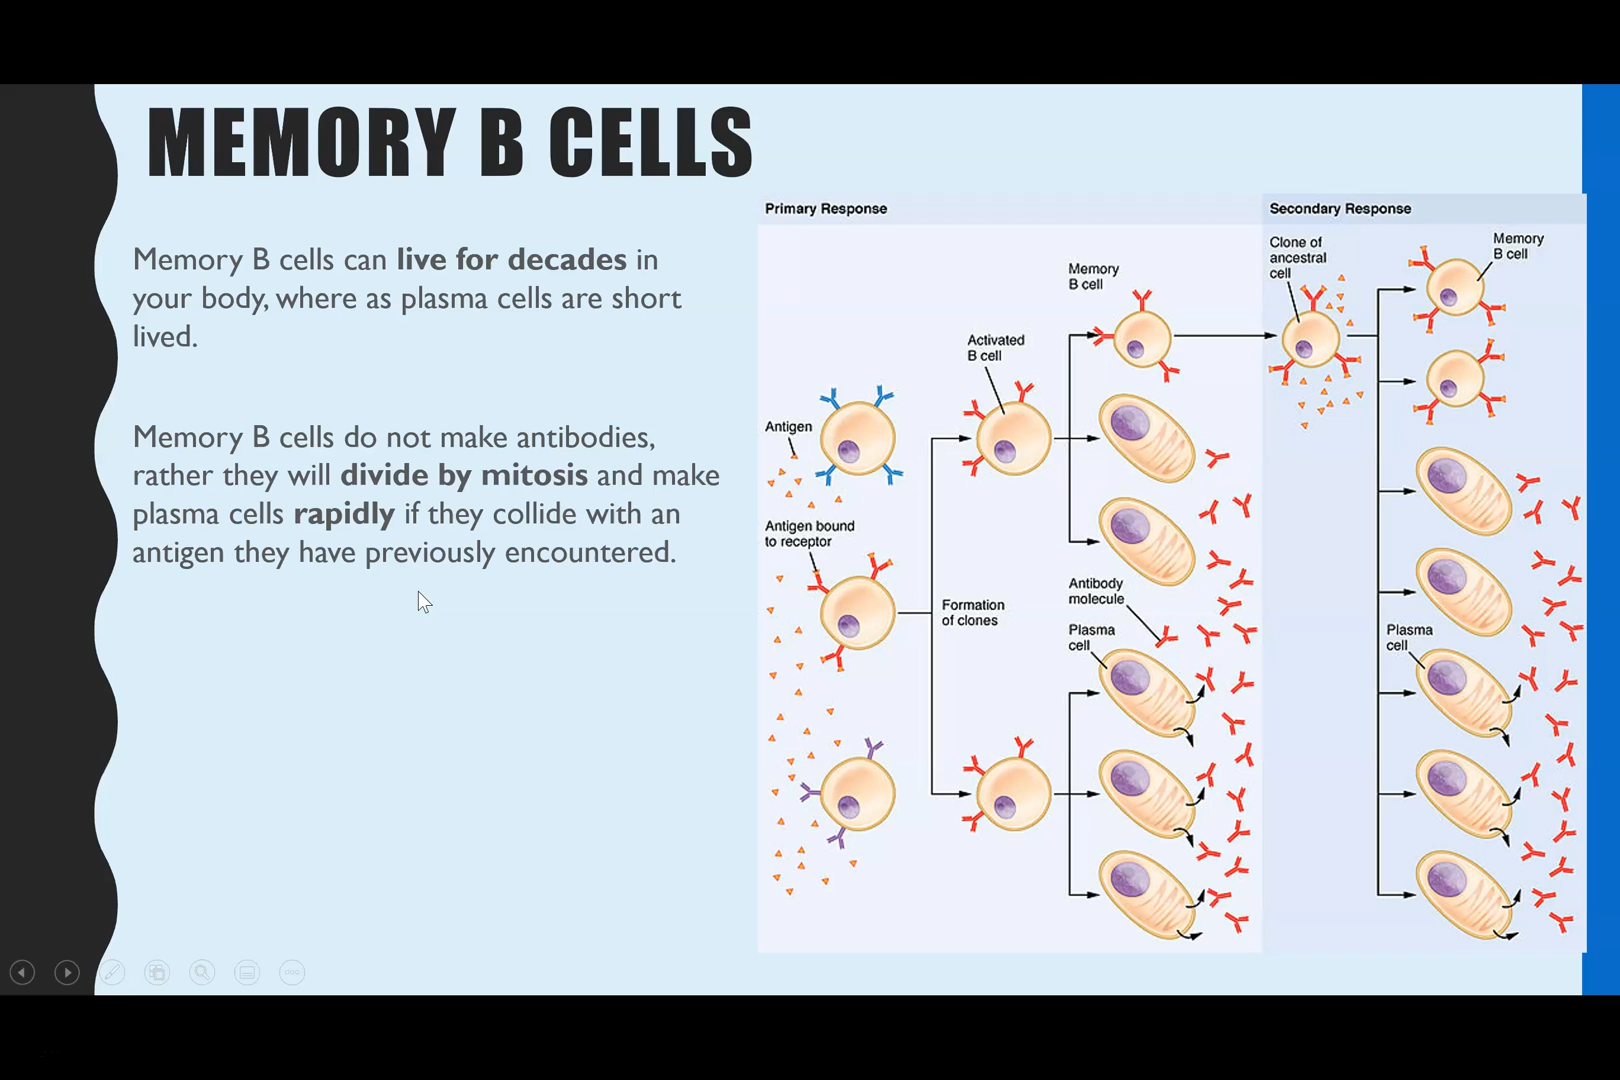 MEMORY B CELLS
Memory B cells can live for decades in
your body, where as plasma cells are short
lived.
Memory B cells do not make antibodies,
rather they will divide by mitosis and make
plasma cells rapidly if they collide with an
antigen they have previously encountered.
Primary Response
Antigen
Antigen bound
to receptor
Activated
B cell
Formation
of clones
Memory
B cell
Antibody
molecule
Plasma
cell
Secondary Response
Clone of
ancestral
cell
Memory
B cell
Plasma
cell